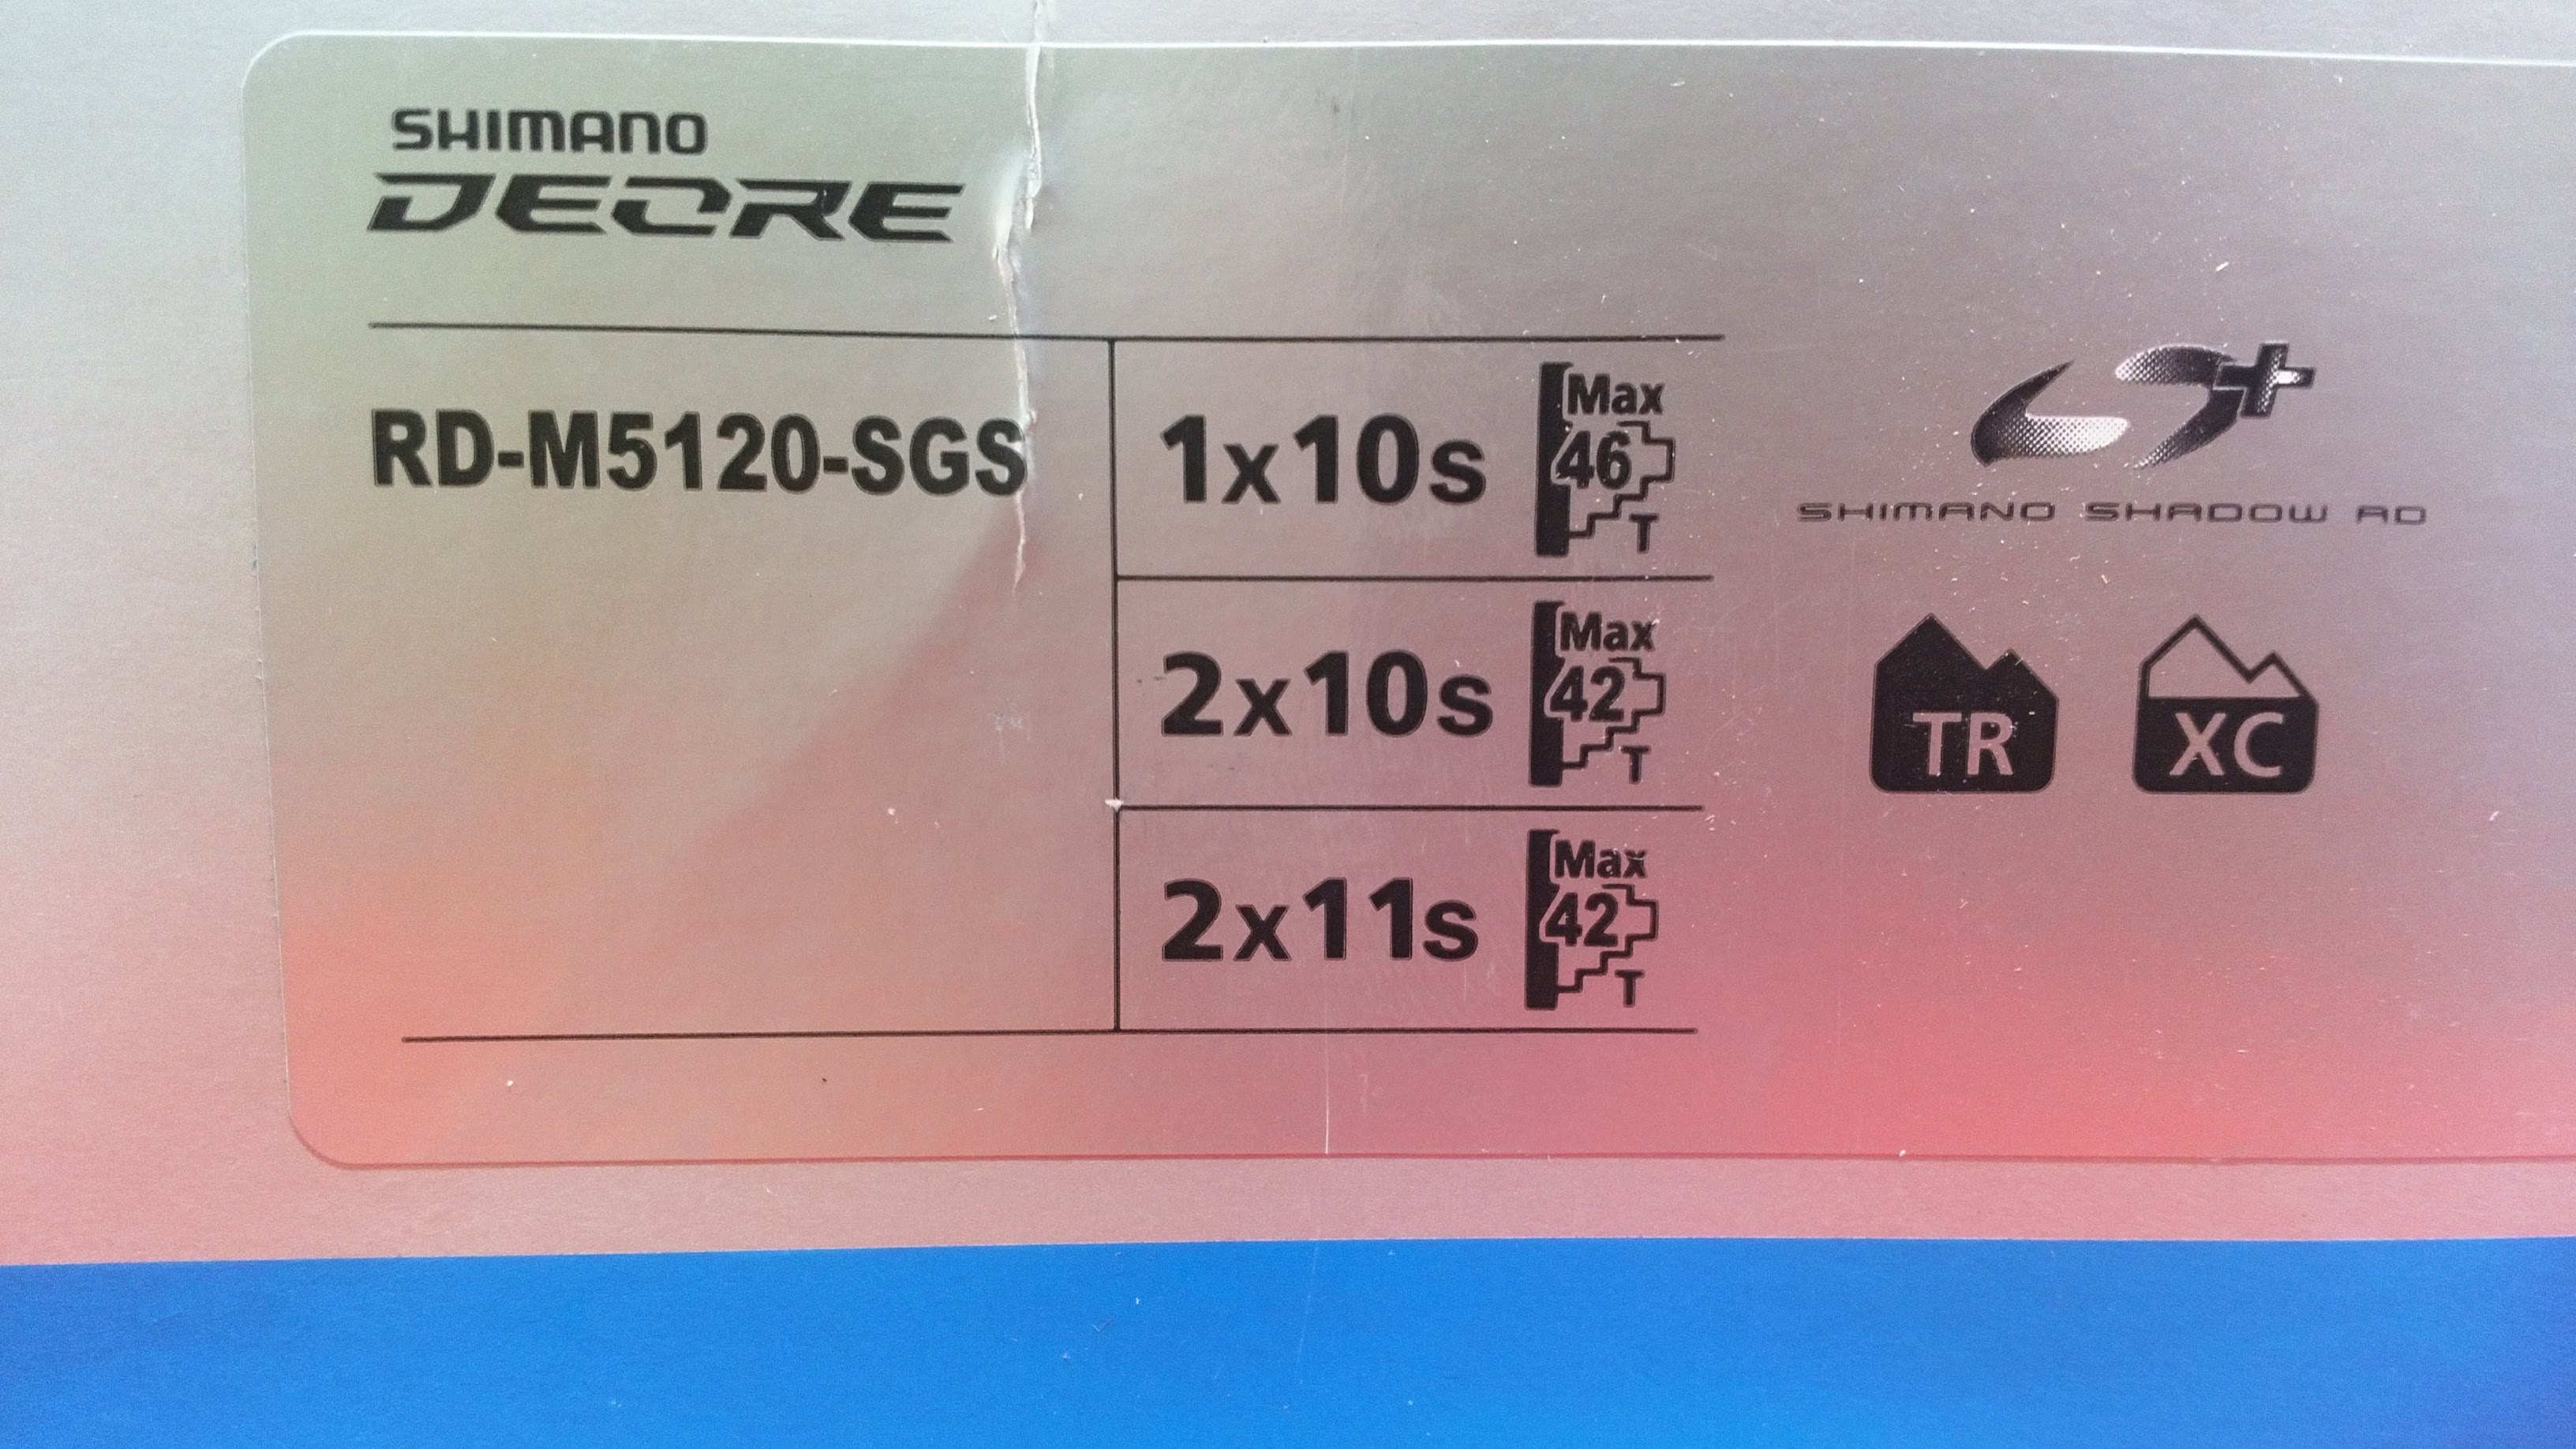 SHIMANO
DEORE
RD-M5120-SGS
1x10s
Max
46
T
2x10s
Max
42
T
2x11s
Max
42
T
SHIMANO SHADOW RD
+
TR
XC